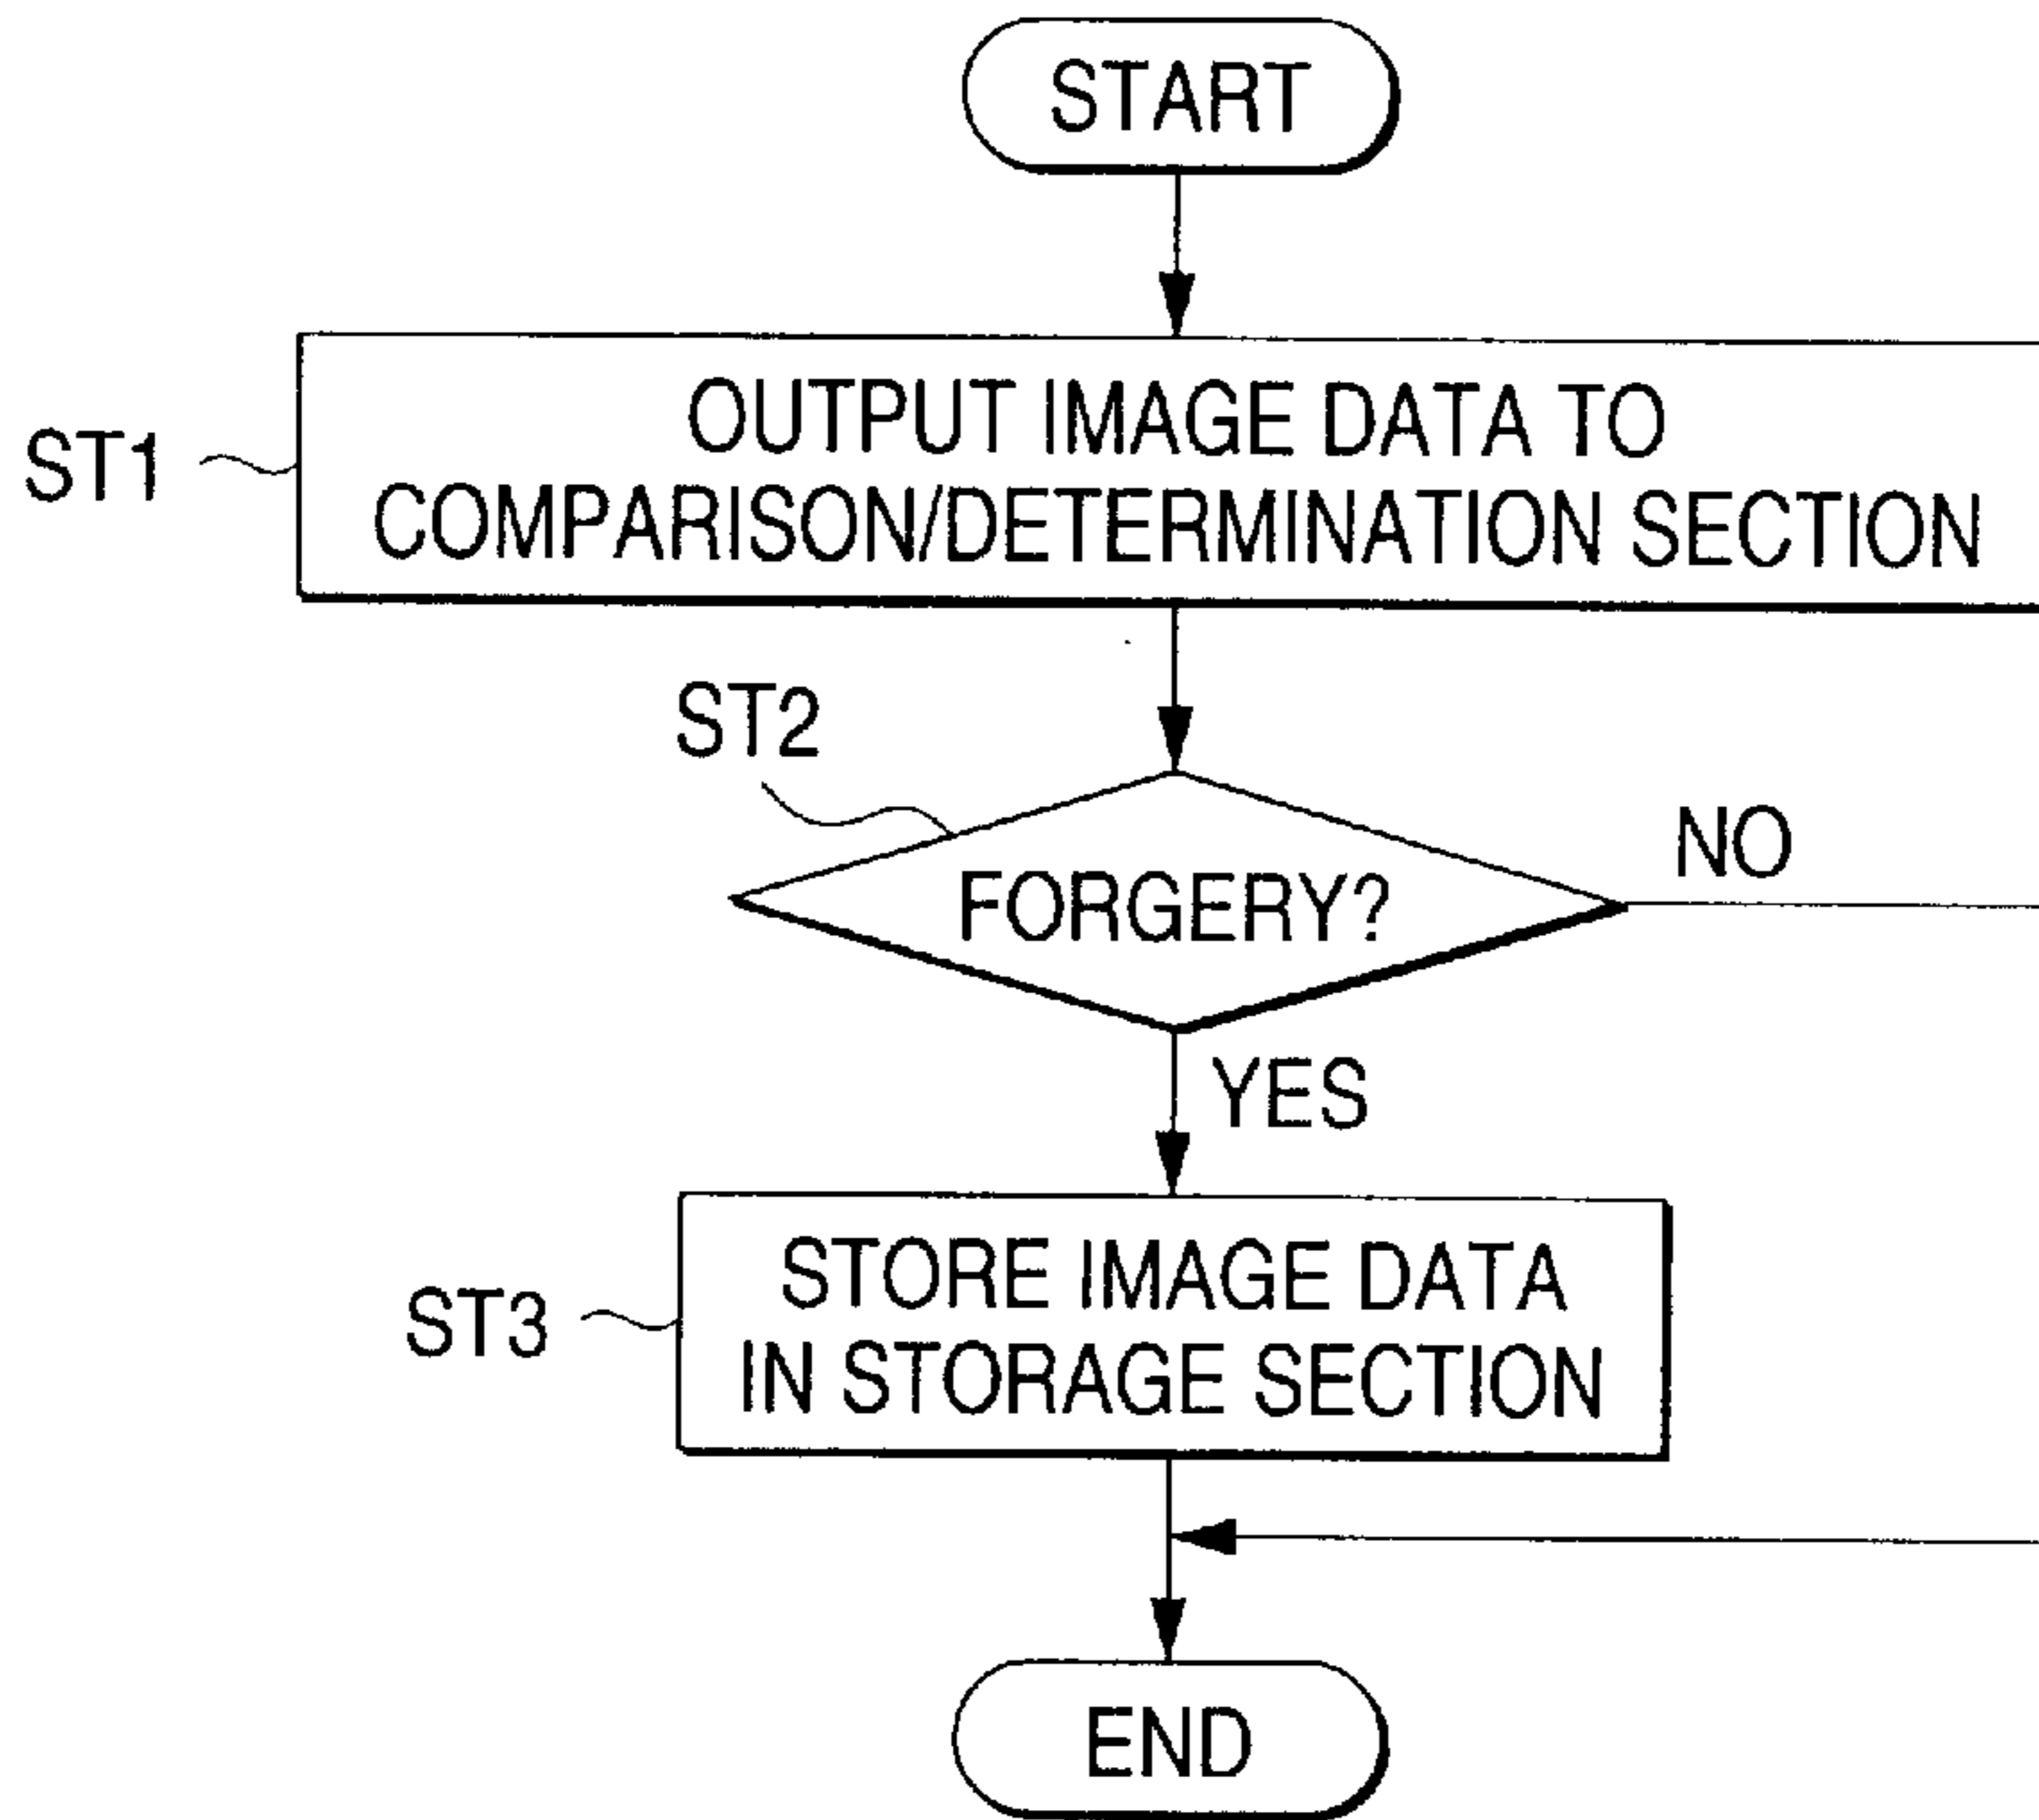 START
OUTPUT IMAGE DATA TO
COMPARISON/DETERMINATION SECTION
ST1
ST2
FORGERY?
NO
YES
STORE IMAGE DATA
IN STORAGE SECTION
ST3
END